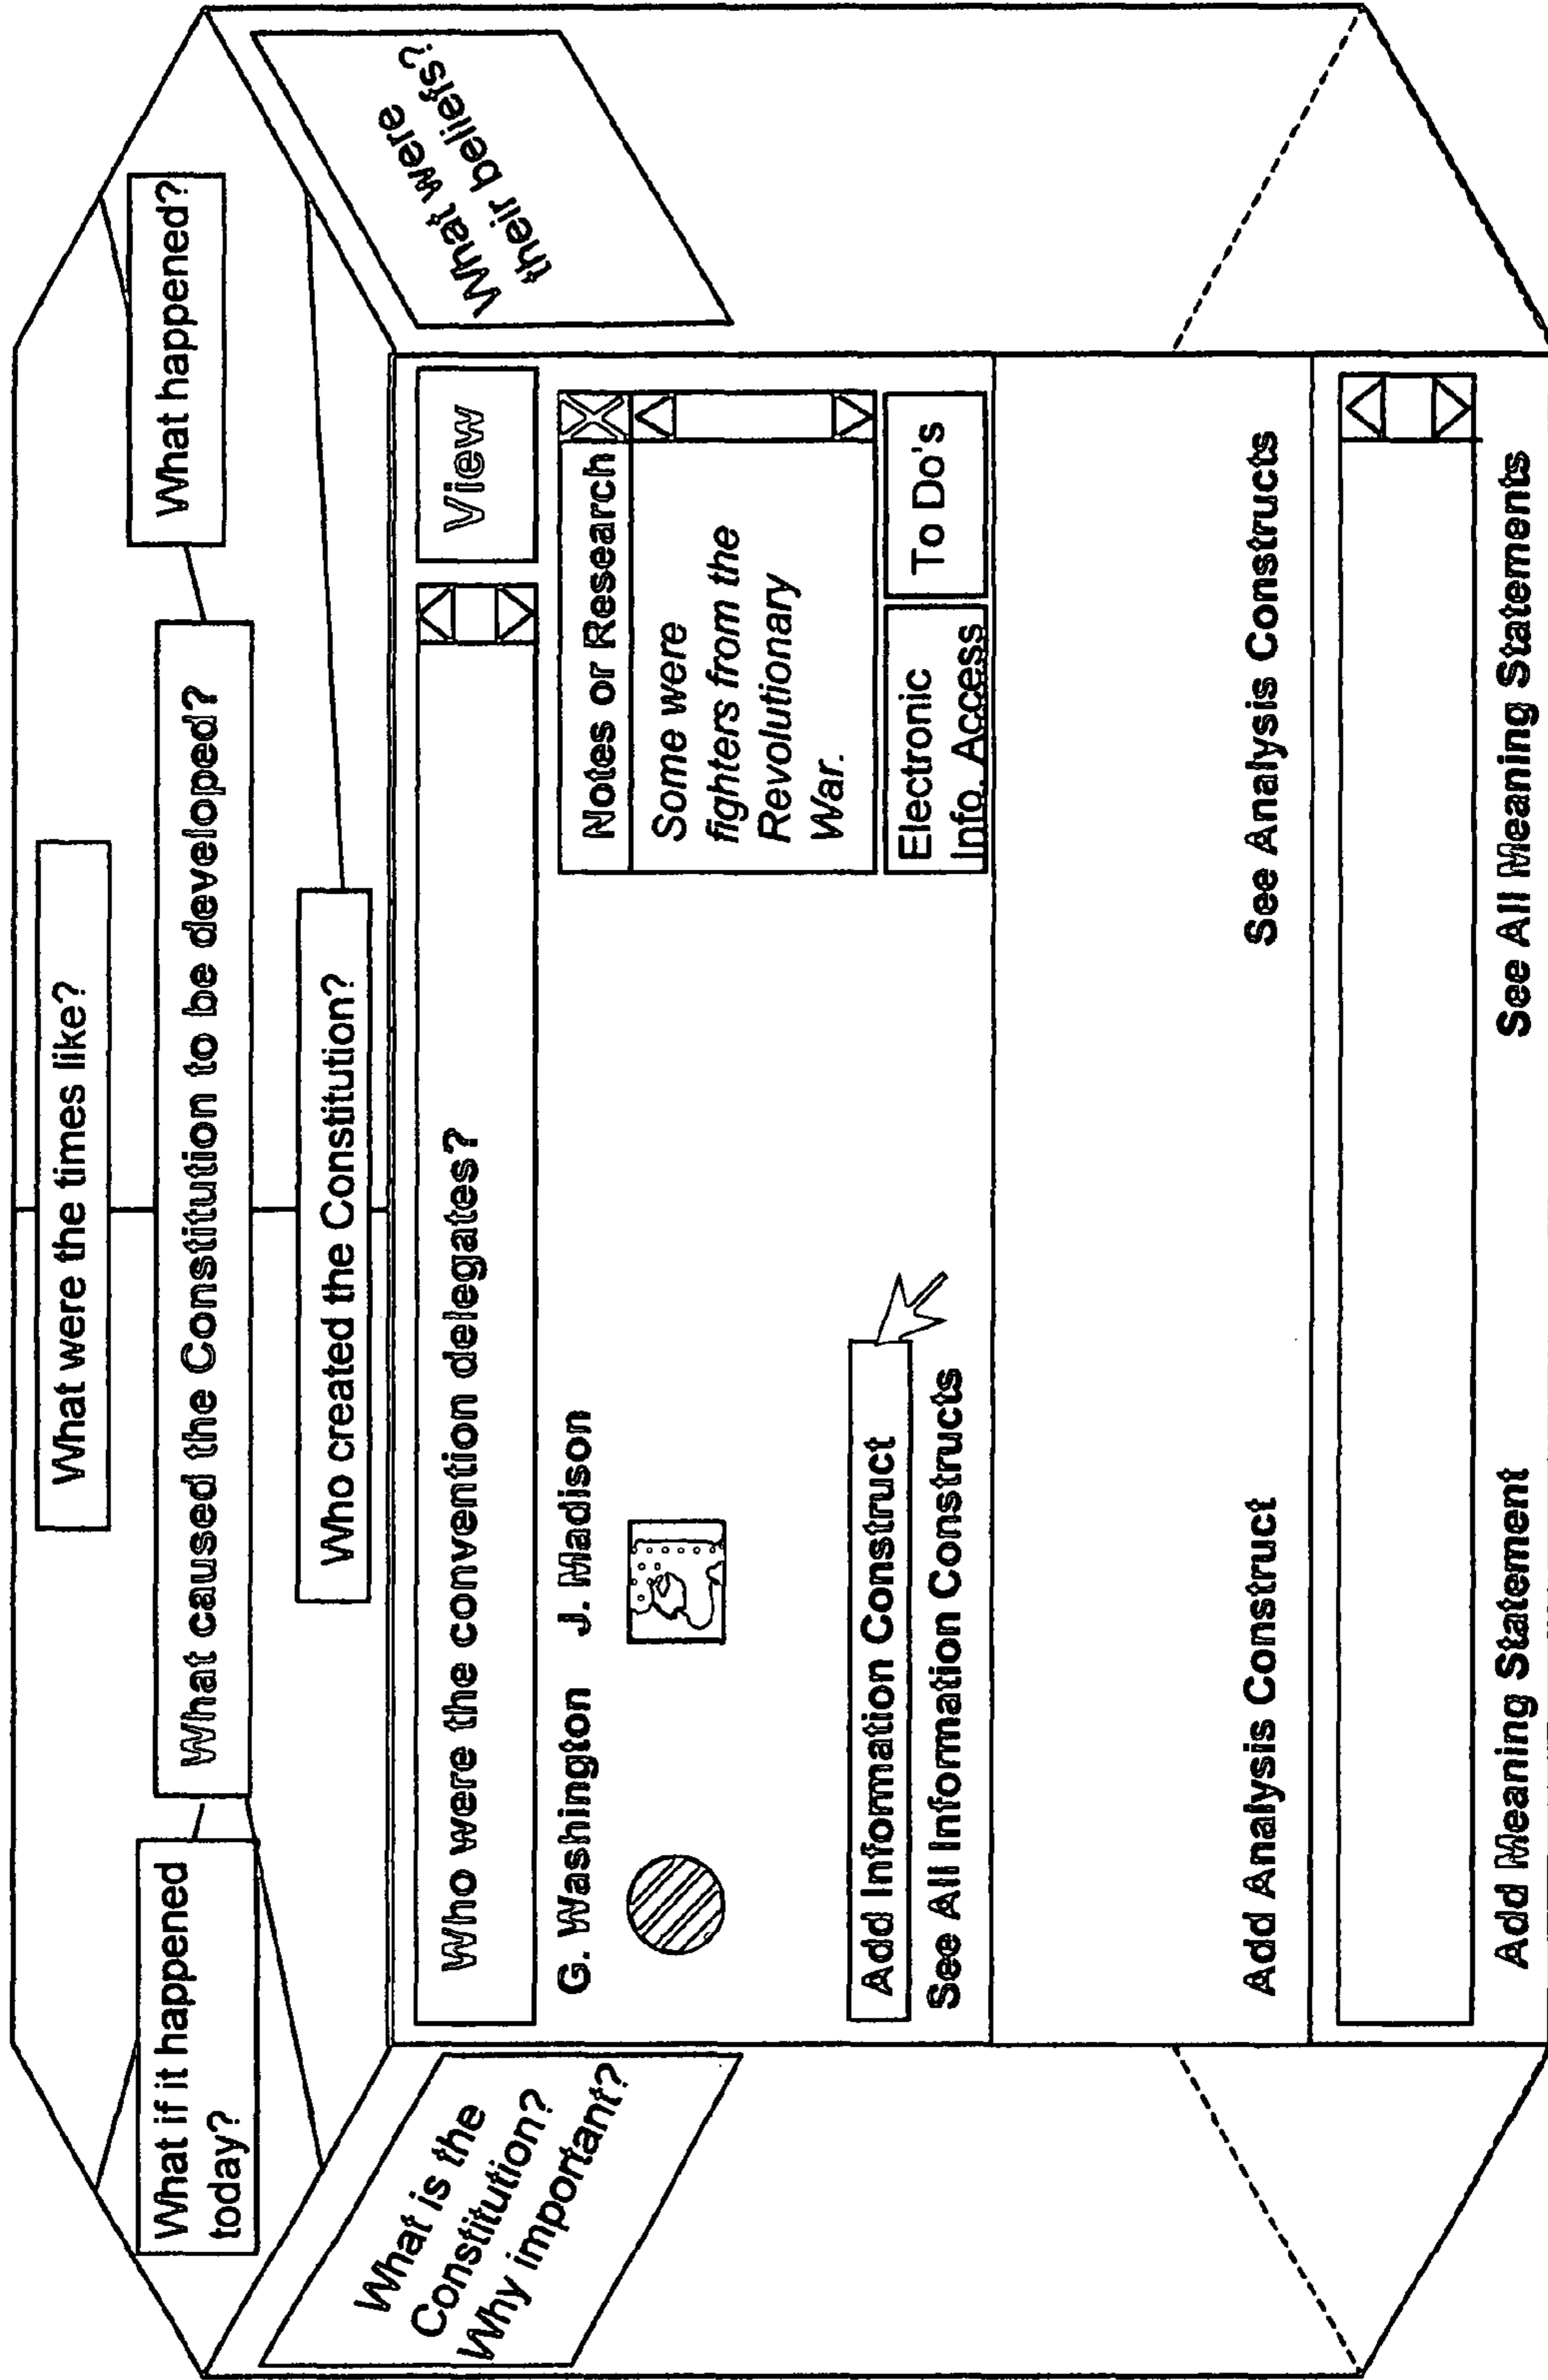 What were the times like?
What if it happened
today?
What caused the Constitution to be developed?
What happened?
Who created the Constitution?
What is the
Constitution?
Why important?
Who were the convention delegates?
View
What were
their beliefs?
G. Washington
J. Madison
Notes or Research
Some were
fighters from the
Revolutionary
War.
Add Information Construct
See All Information Constructs
Electronic
Info. Access
To Do's
Add Analysis Construct
See Analysis Constructs
Add Meaning Statement
See All Meaning Statements